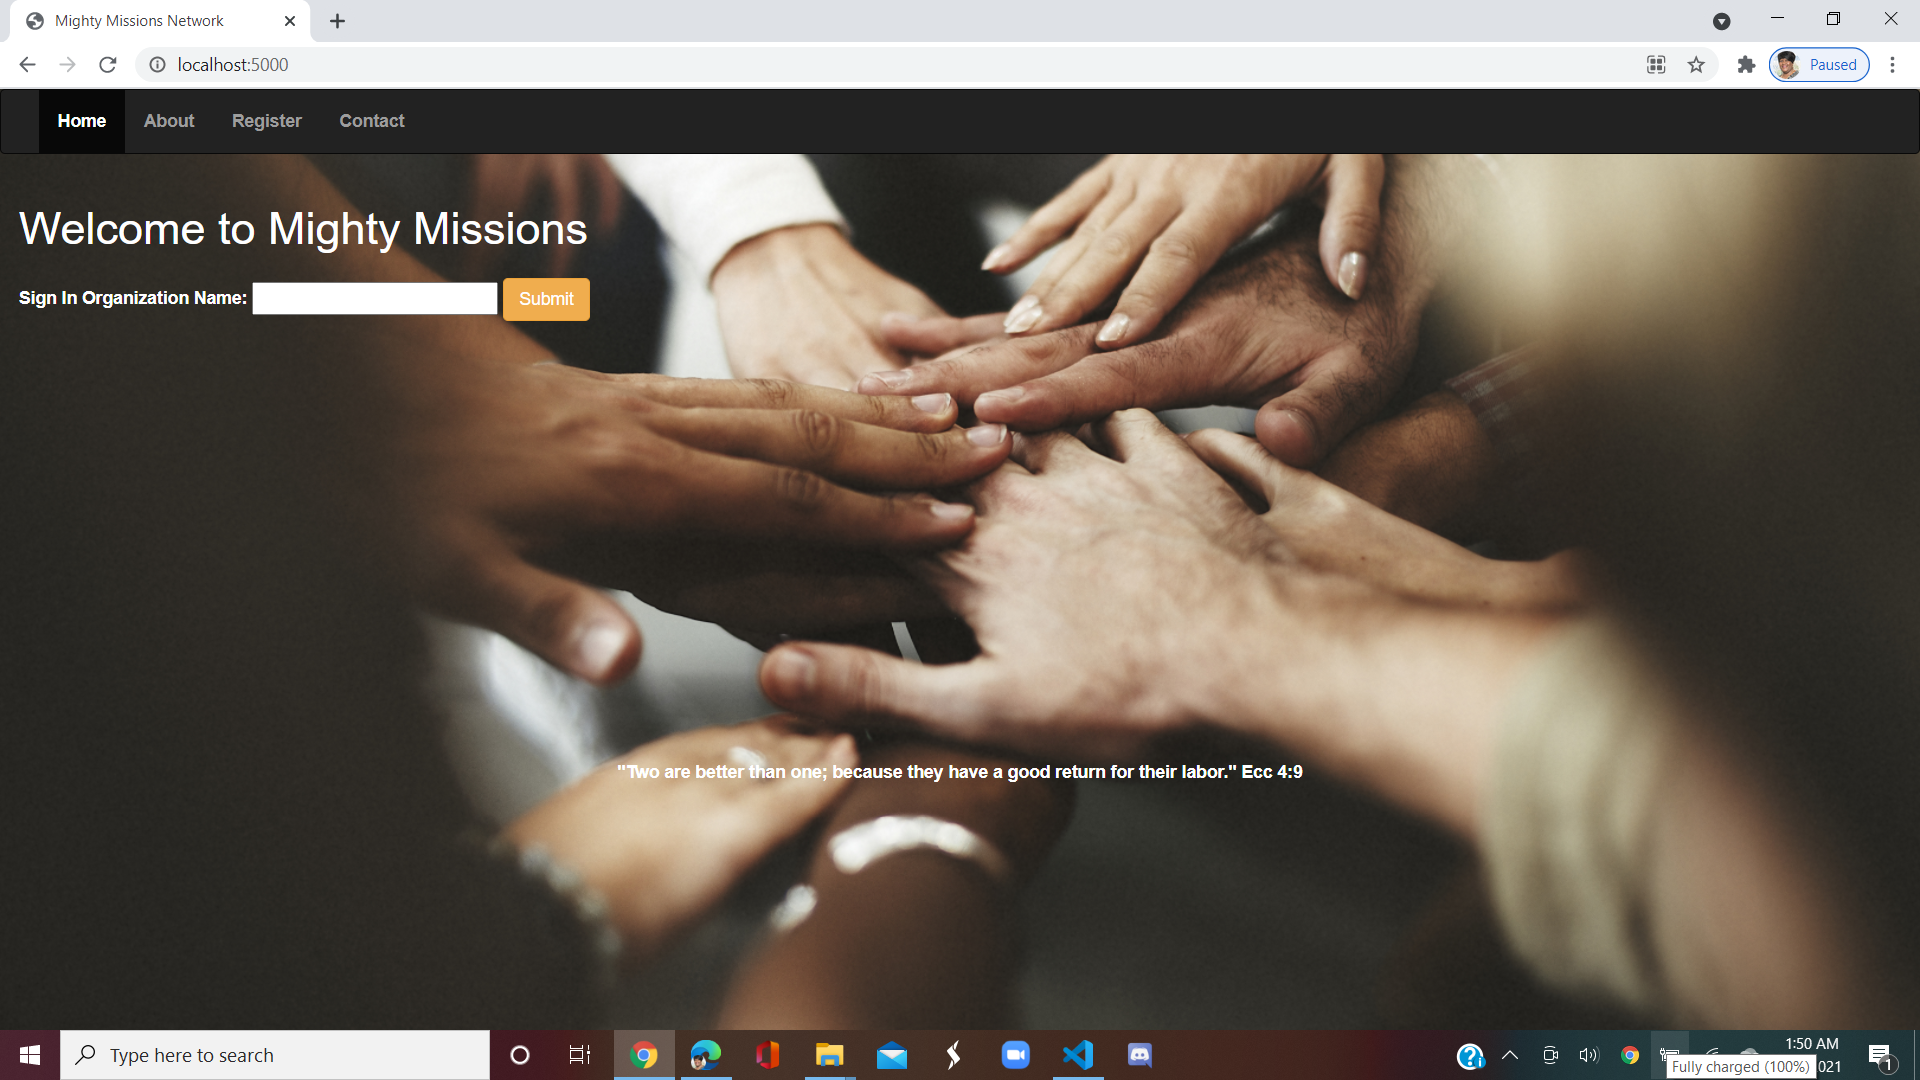 Mighty Missions Network
localhost:5000
Paused
Home
About
Register
Contact
Welcome to Mighty Missions
Sign In Organization Name:
Submit
"Two are better than one; because they have a good return for their labor." Ecc 4:9
Type here to search
1:50 AM
021
Fully charged (100%)
1